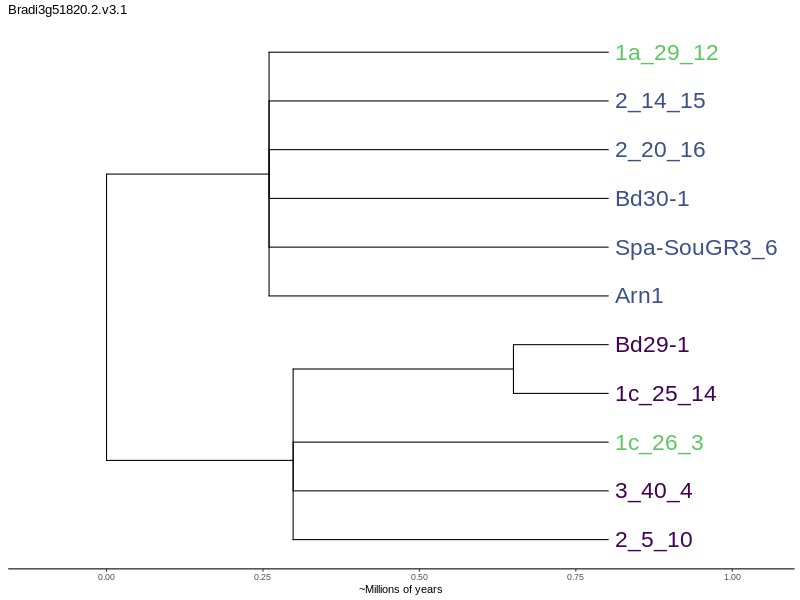 Bradi3g51820.2.v3.1
1a_29_12
2_14_15
2_20_16
Bd30-1
Spa-SouGR3_6
Arn1
Bd29-1
1c_25_14
1c_26_3
3_40_4
2_5_10
0.00 0.25 0.50 0.75 1.00
~Millions of years